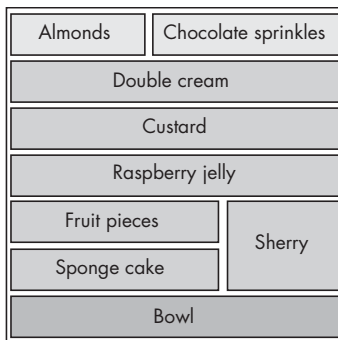 Almonds
Chocolate sprinkles
Double cream
Custard
Raspberry jelly
Fruit pieces
Sherry
Sponge cake
Bowl